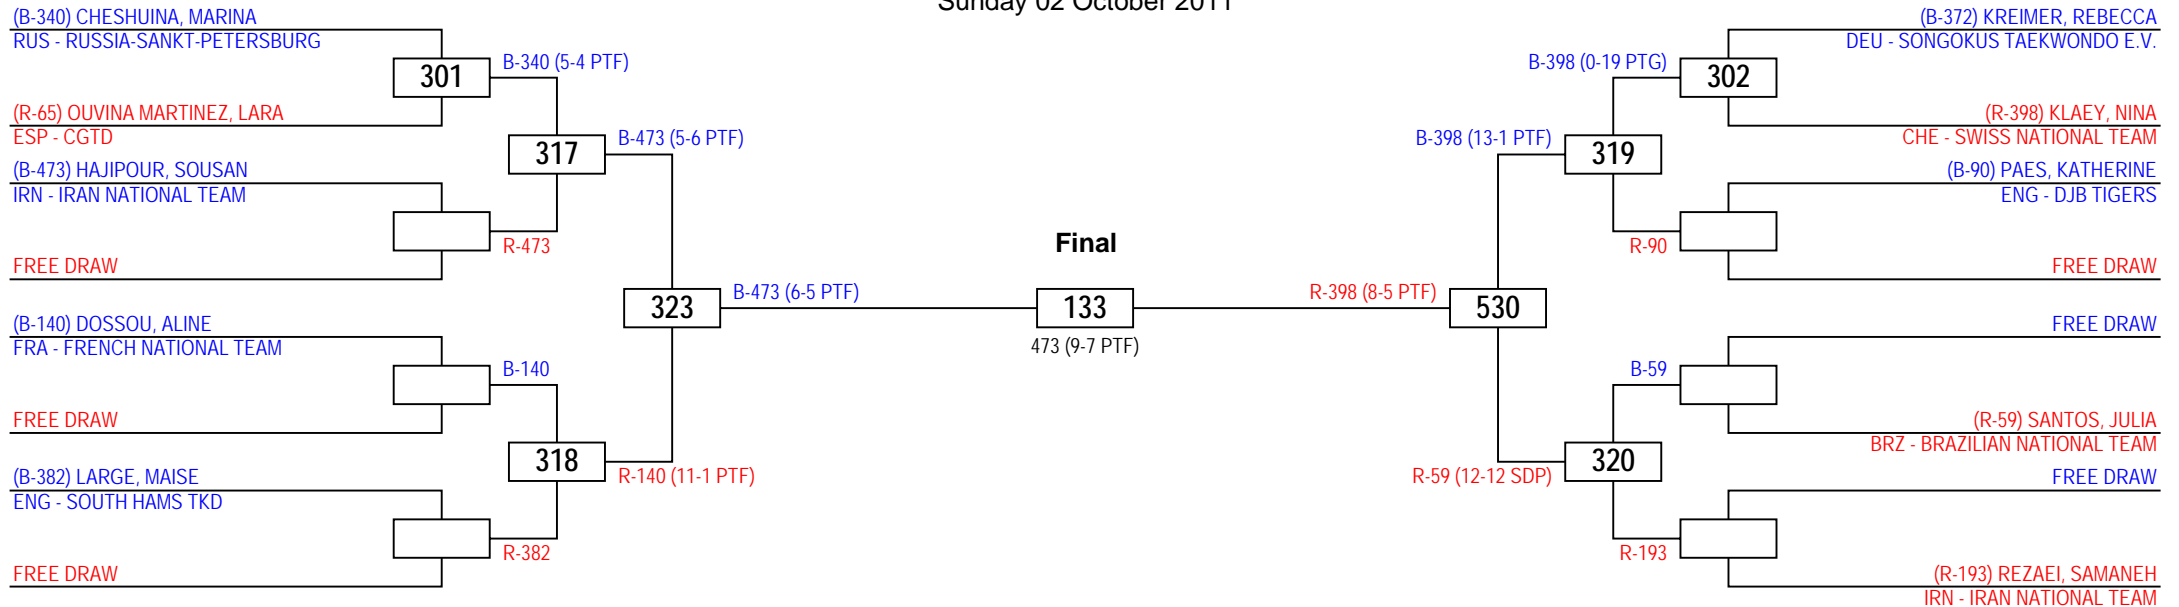 Sunday 02 October 2011
(B-340) CHESHUINA, MARINA
RUS - RUSSIA-SANKT-PETERSBURG
301
B-340 (5-4 PTF)
(R-65) OUVINA MARTINEZ, LARA
ESP - CGTD
317
B-473 (5-6 PTF)
(B-473) HAJIPOUR, SOUSAN
IRN - IRAN NATIONAL TEAM
R-473
FREE DRAW
323
B-473 (6-5 PTF)
(B-140) DOSSOU, ALINE
FRA - FRENCH NATIONAL TEAM
B-140
FREE DRAW
318
R-140 (11-1 PTF)
(B-382) LARGE, MAISE
ENG - SOUTH HAMS TKD
R-382
FREE DRAW
Final
133
473 (9-7 PTF)
(B-372) KREIMER, REBECCA
DEU - SONGOKUS TAEKWONDO E.V.
B-398 (0-19 PTG)
302
(R-398) KLAEY, NINA
CHE - SWISS NATIONAL TEAM
B-398 (13-1 PTF)
319
(B-90) PAES, KATHERINE
ENG - DJB TIGERS
R-90
FREE DRAW
R-398 (8-5 PTF)
530
FREE DRAW
B-59
(R-59) SANTOS, JULIA
BRZ - BRAZILIAN NATIONAL TEAM
R-59 (12-12 SDP)
320
FREE DRAW
R-193
(R-193) REZAEI, SAMANEH
IRN - IRAN NATIONAL TEAM